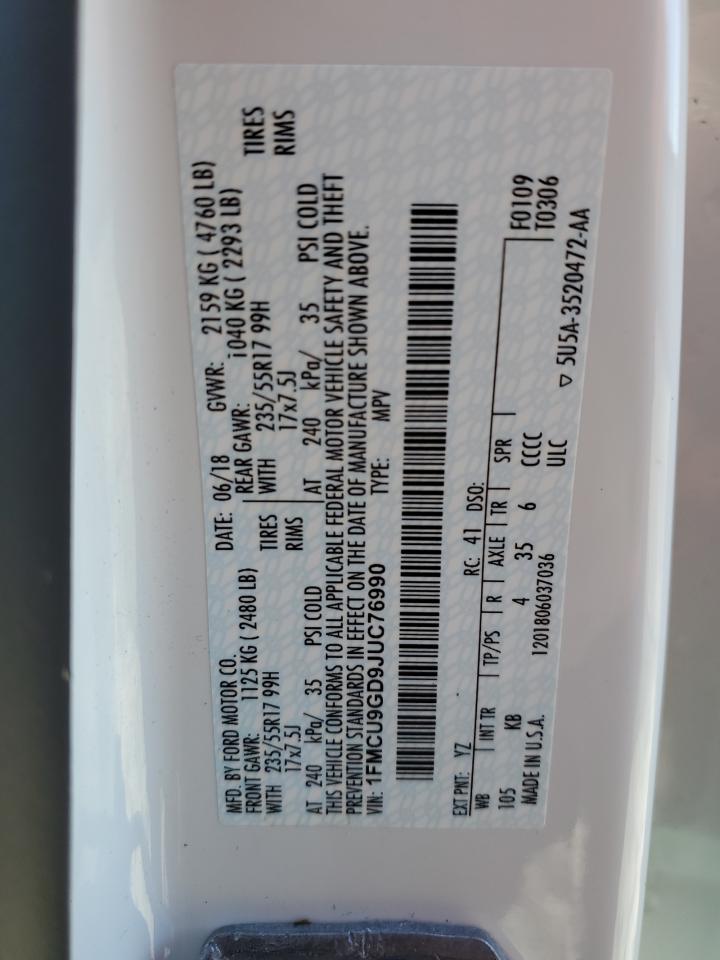 MFD. BY FORD MOTOR CO.
DATE: 06/18
GVWR: 2159 KG ( 4760 LB)
FRONT GAWR: 1125 KG ( 2480 LB)
REAR GAWR: 1040 KG ( 2293 LB)
WITH 235/55R17 99H TIRES
WITH 235/55R17 99H TIRES
17x7.5J RIMS
17x7.5J RIMS
AT 240 kPa/ 35 PSI COLD
AT 240 kPa/ 35 PSI COLD
THIS VEHICLE CONFORMS TO ALL APPLICABLE FEDERAL MOTOR VEHICLE SAFETY AND THEFT
PREVENTION STANDARDS IN EFFECT ON THE DATE OF MANUFACTURE SHOWN ABOVE.
VIN: 1FMCU9GD9JUC76990 TYPE: MPV
EXT PNT: YZ RC: 41 DSO:
WB INT TR TP/PS R AXLE TR SPR F0109
105 KB 4 35 6 CCCC T0306
MADE IN U.S.A. 1201806037036 ULC
▽ 5U5A-3520472-AA